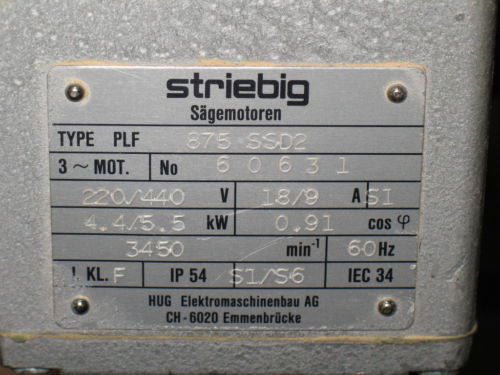 striebig
Sägemotoren
TYPE PLF 875 SSD2
3 ~ MOT. No 60631
220/440 V 18/9 A SI
4.4/5.5 kW 0.91 cos φ
3450 min⁻¹ 60 Hz
I. KL. F IP 54 S1/S6 IEC 34
HUG Elektromaschinenbau AG
CH-6020 Emmenbrücke